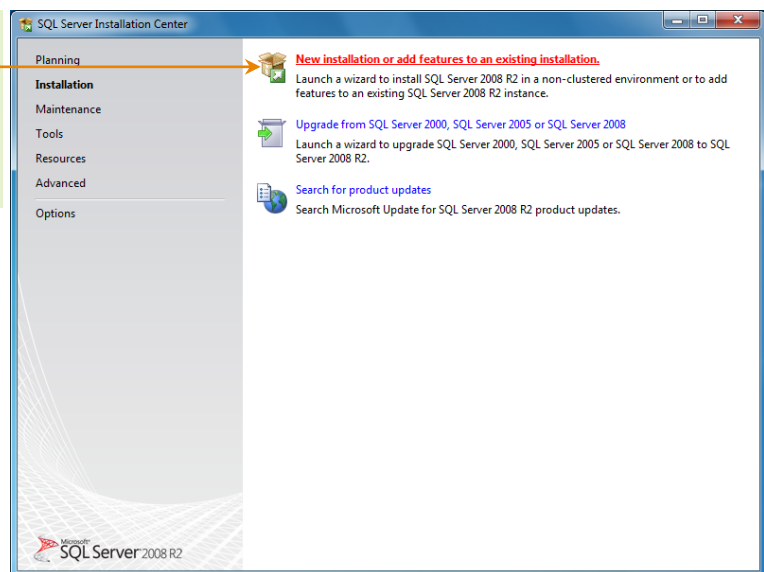 SQL Server Installation Center
Planning
Installation
Maintenance
Tools
Resources
Advanced
Options
New installation or add features to an existing installation.
Launch a wizard to install SQL Server 2008 R2 in a non-clustered environment or to add
features to an existing SQL Server 2008 R2 instance.
Upgrade from SQL Server 2000, SQL Server 2005 or SQL Server 2008
Launch a wizard to upgrade SQL Server 2000, SQL Server 2005 or SQL Server 2008 to SQL
Server 2008 R2.
Search for product updates
Search Microsoft Update for SQL Server 2008 R2 product updates.
Microsoft
SQL Server 2008 R2